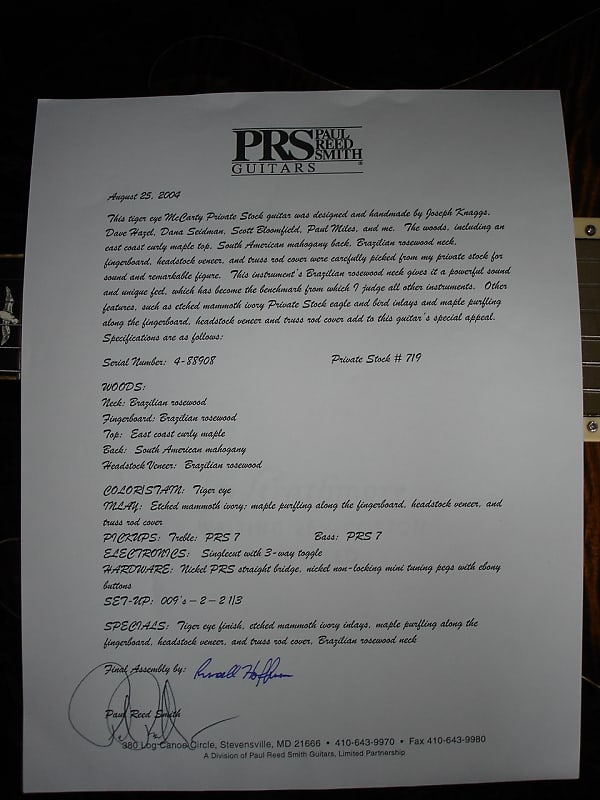 PRS PAUL
REED
SMITH
GUITARS
August 25, 2004
This tiger eye McCarty Private Stock guitar was designed and handmade by Joseph Knaggs,
Dave Hazel, Dana Seidman, Scott Bloomfield, Paul Miles, and me. The woods, including an
east coast curly maple top, South American mahogany back, Brazilian rosewood neck,
fingerboard, headstock veneer, and truss rod cover were carefully picked from my private stock for
sound and remarkable figure. This instrument's Brazilian rosewood neck gives it a powerful sound
and unique feel, which has become the benchmark from which I judge all other instruments. Other
features, such as etched mammoth ivory Private Stock eagle and bird inlays and maple purfling
along the fingerboard, headstock veneer and truss rod cover add to this guitar's special appeal.
Specifications are as follows:
Serial Number: 4-88908 Private Stock # 719
WOODS:
Neck: Brazilian rosewood
Fingerboard: Brazilian rosewood
Top: East coast curly maple
Back: South American mahogany
Headstock Veneer: Brazilian rosewood
COLOR/STAIN: Tiger eye
INLAY: Etched mammoth ivory; maple purfling along the fingerboard, headstock veneer, and
truss rod cover
PICKUPS: Treble: PRS 7 Bass: PRS 7
ELECTRONICS: Singlecut with 3-way toggle
HARDWARE: Nickel PRS straight bridge, nickel non-locking mini tuning pegs with ebony
buttons
SET-UP: 009's – 2 – 2 1/3
SPECIALS: Tiger eye finish, etched mammoth ivory inlays, maple purfling along the
fingerboard, headstock veneer, and truss rod cover, Brazilian rosewood neck
Final Assembly by:
Paul Reed Smith
380 Log Canoe Circle, Stevensville, MD 21666 • 410-643-9970 • Fax 410-643-9980
A Division of Paul Reed Smith Guitars, Limited Partnership